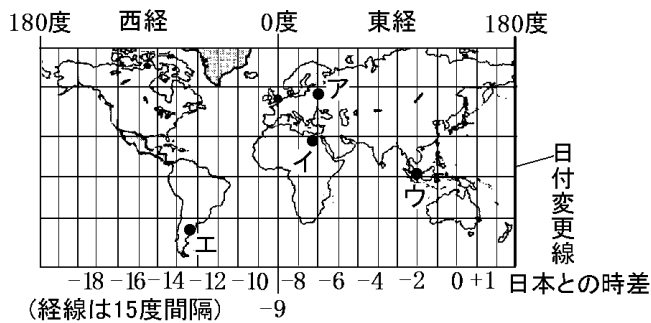 180度 西経 0度 東経 180度
ア
イ
ウ
エ
日付変更線
-18 -16 -14 -12 -10 -8 -6 -4 -2 0 +1 日本との時差
(経線は15度間隔) -9